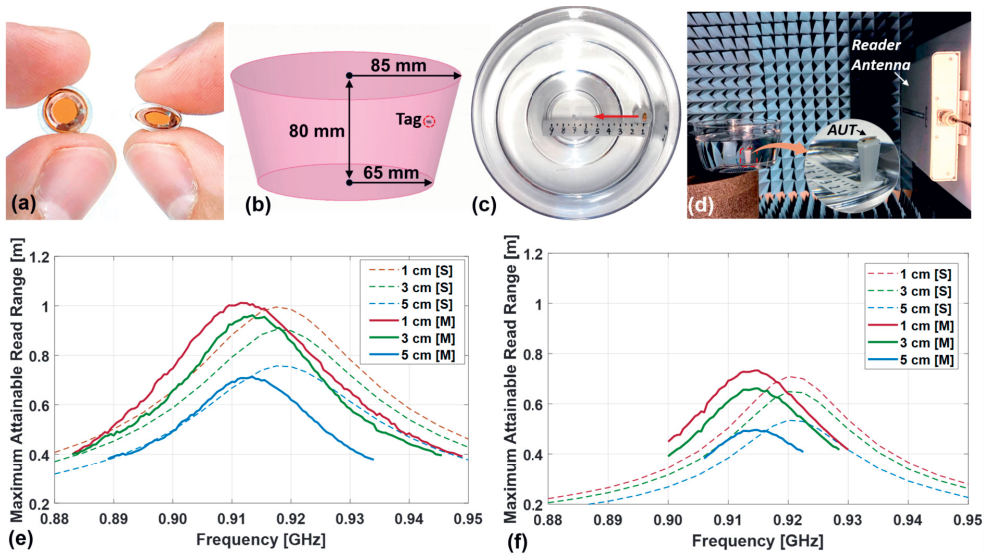 (a)
85 mm
80 mm
Tag
65 mm
(b)
(c)
Reader
Antenna
AUT
(d)
Maximum Attainable Read Range [m]
1.2
1
0.8
0.6
0.4
0.2
1 cm [S]
3 cm [S]
5 cm [S]
1 cm [M]
3 cm [M]
5 cm [M]
0.88
0.89
0.90
0.91
0.92
0.93
0.94
0.95
Frequency [GHz]
(e)
Maximum Attainable Read Range [m]
1.2
1
0.8
0.6
0.4
0.2
1 cm [S]
3 cm [S]
5 cm [S]
1 cm [M]
3 cm [M]
5 cm [M]
0.88
0.89
0.90
0.91
0.92
0.93
0.94
0.95
Frequency [GHz]
(f)